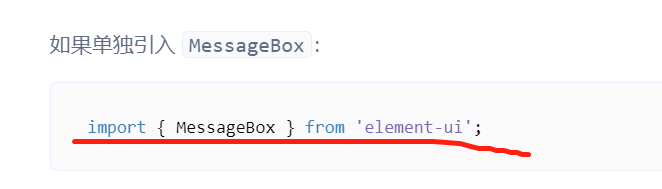 如果单独引入 MessageBox：
import { MessageBox } from 'element-ui';